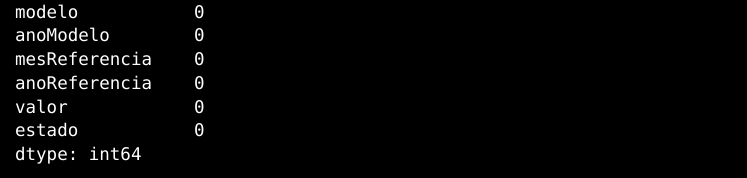 modelo           0
anoModelo        0
mesReferencia    0
anoReferencia    0
valor            0
estado           0
dtype: int64